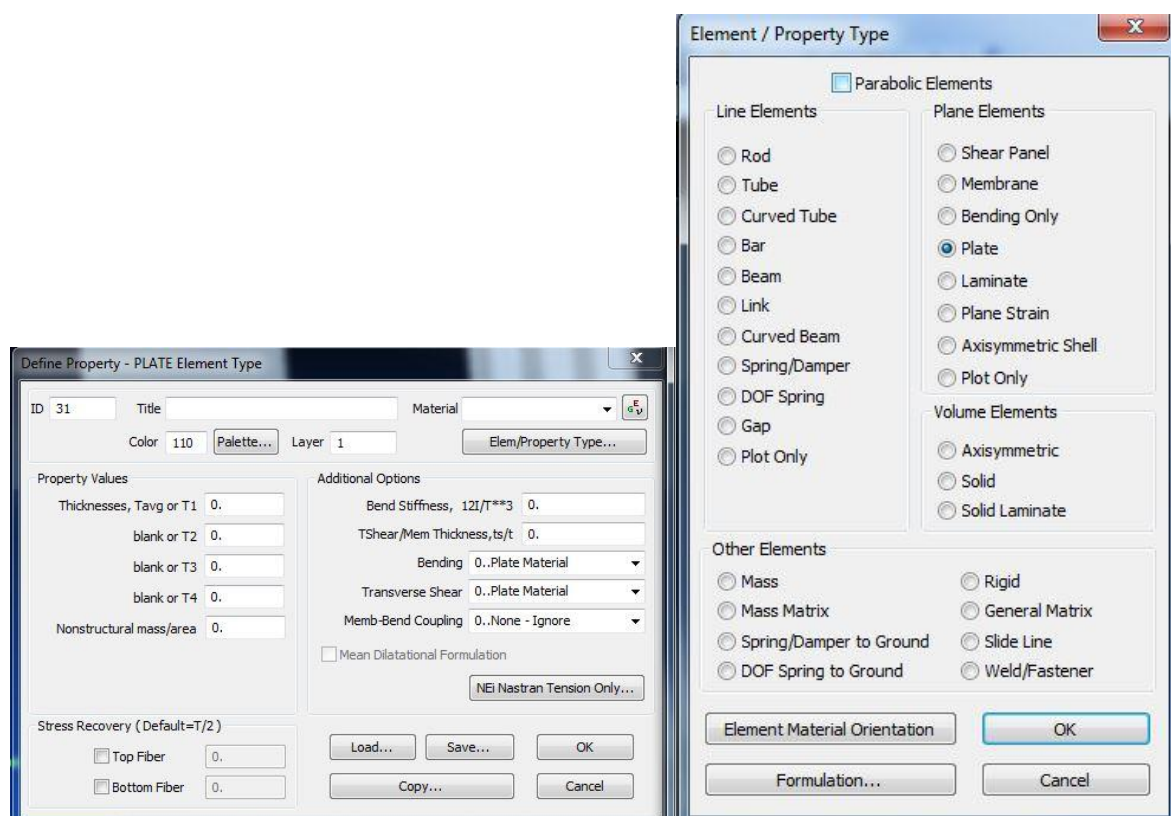 Define Property - PLATE Element Type
X
ID 31 Title Material G E ν
Color 110 Palette... Layer 1 Elem/Property Type...
Property Values
Thicknesses, Tavg or T1 0.
blank or T2 0.
blank or T3 0.
blank or T4 0.
Nonstructural mass/area 0.
Additional Options
Bend Stiffness, 12I/T**3 0.
TShear/Mem Thickness,ts/t 0.
Bending 0..Plate Material
Transverse Shear 0..Plate Material
Memb-Bend Coupling 0..None - Ignore
Mean Dilatational Formulation
NEi Nastran Tension Only...
Stress Recovery ( Default=T/2 )
Top Fiber 0.
Bottom Fiber 0.
Load... Save... OK
Copy... Cancel
Element / Property Type
X
Parabolic Elements
Line Elements
Rod
Tube
Curved Tube
Bar
Beam
Link
Curved Beam
Spring/Damper
DOF Spring
Gap
Plot Only
Plane Elements
Shear Panel
Membrane
Bending Only
Plate
Laminate
Plane Strain
Axisymmetric Shell
Plot Only
Volume Elements
Axisymmetric
Solid
Solid Laminate
Other Elements
Mass
Mass Matrix
Spring/Damper to Ground
DOF Spring to Ground
Rigid
General Matrix
Slide Line
Weld/Fastener
Element Material Orientation OK
Formulation... Cancel